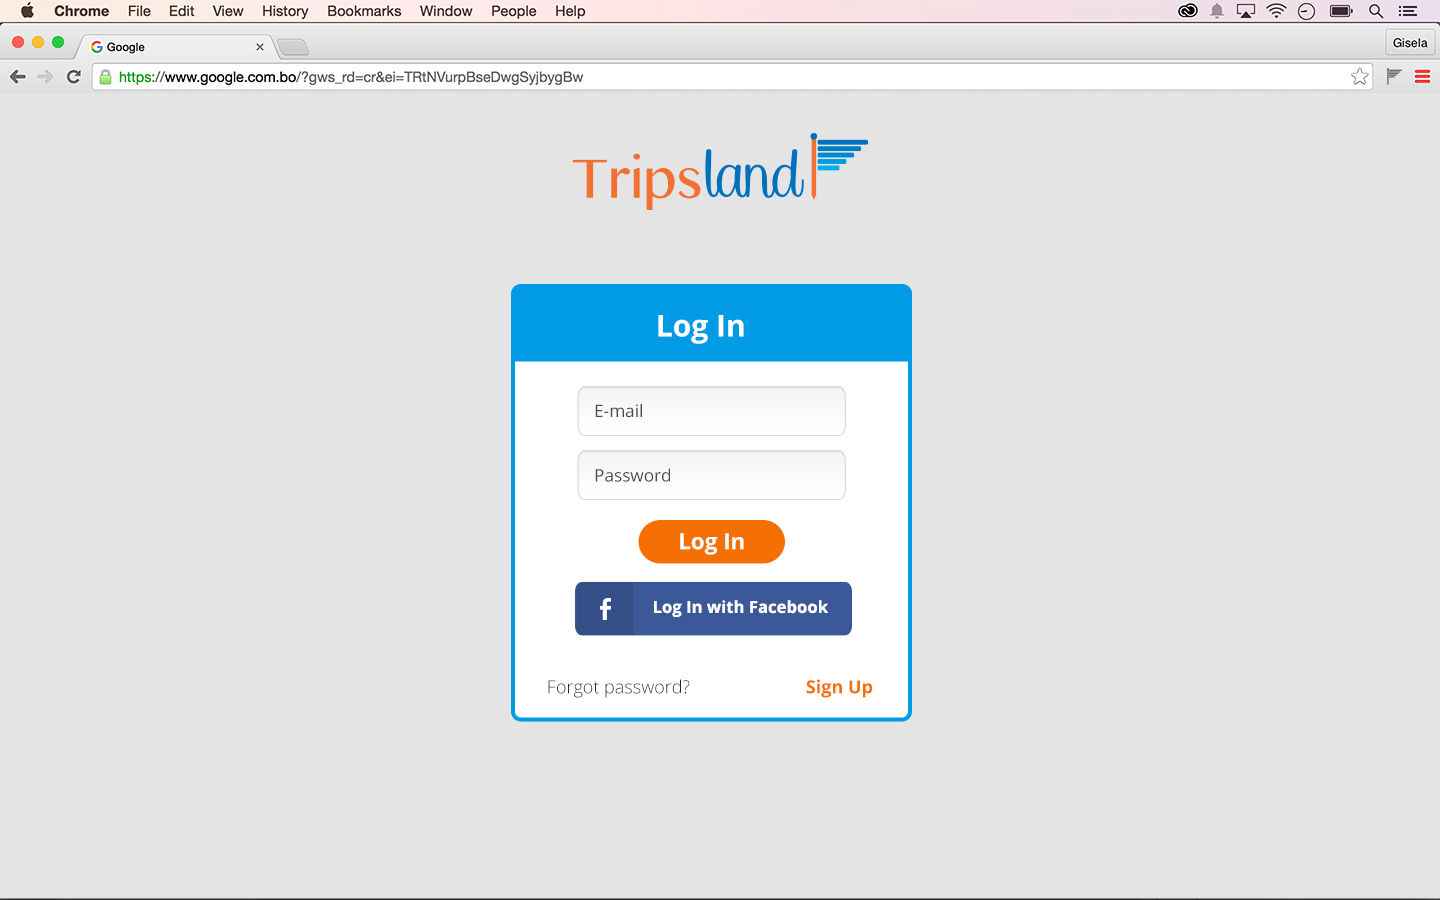 Chrome File Edit View History Bookmarks Window People Help
Google
Gisela
https://www.google.com.bo/?gws_rd=cr&ei=TRtNVurpBseDwgSyjbygBw
Tripsland
Log In
E-mail
Password
Log In
f Log In with Facebook
Forgot password? Sign Up